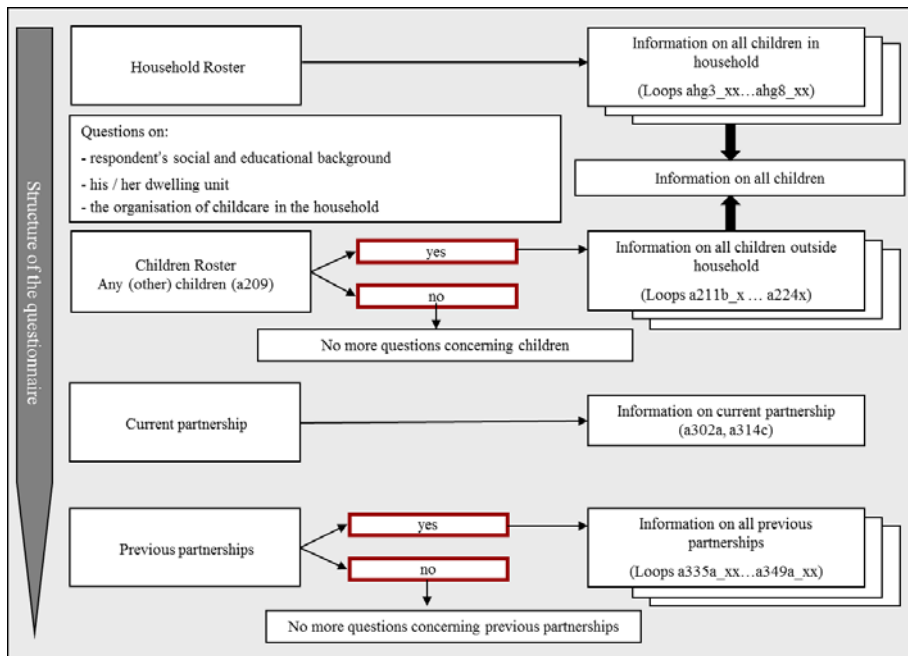 Structure of the questionnaire
Household Roster
Information on all children in
household
(Loops ahg3_xx…ahg8_xx)
Questions on:
- respondent's social and educational background
- his / her dwelling unit
- the organisation of childcare in the household
Information on all children
Children Roster
Any (other) children (a209)
yes
no
Information on all children outside
household
(Loops a211b_x … a224x)
No more questions concerning children
Current partnership
Information on current partnership
(a302a, a314c)
Previous partnerships
yes
no
Information on all previous
partnerships
(Loops a335a_xx…a349a_xx)
No more questions concerning previous partnerships